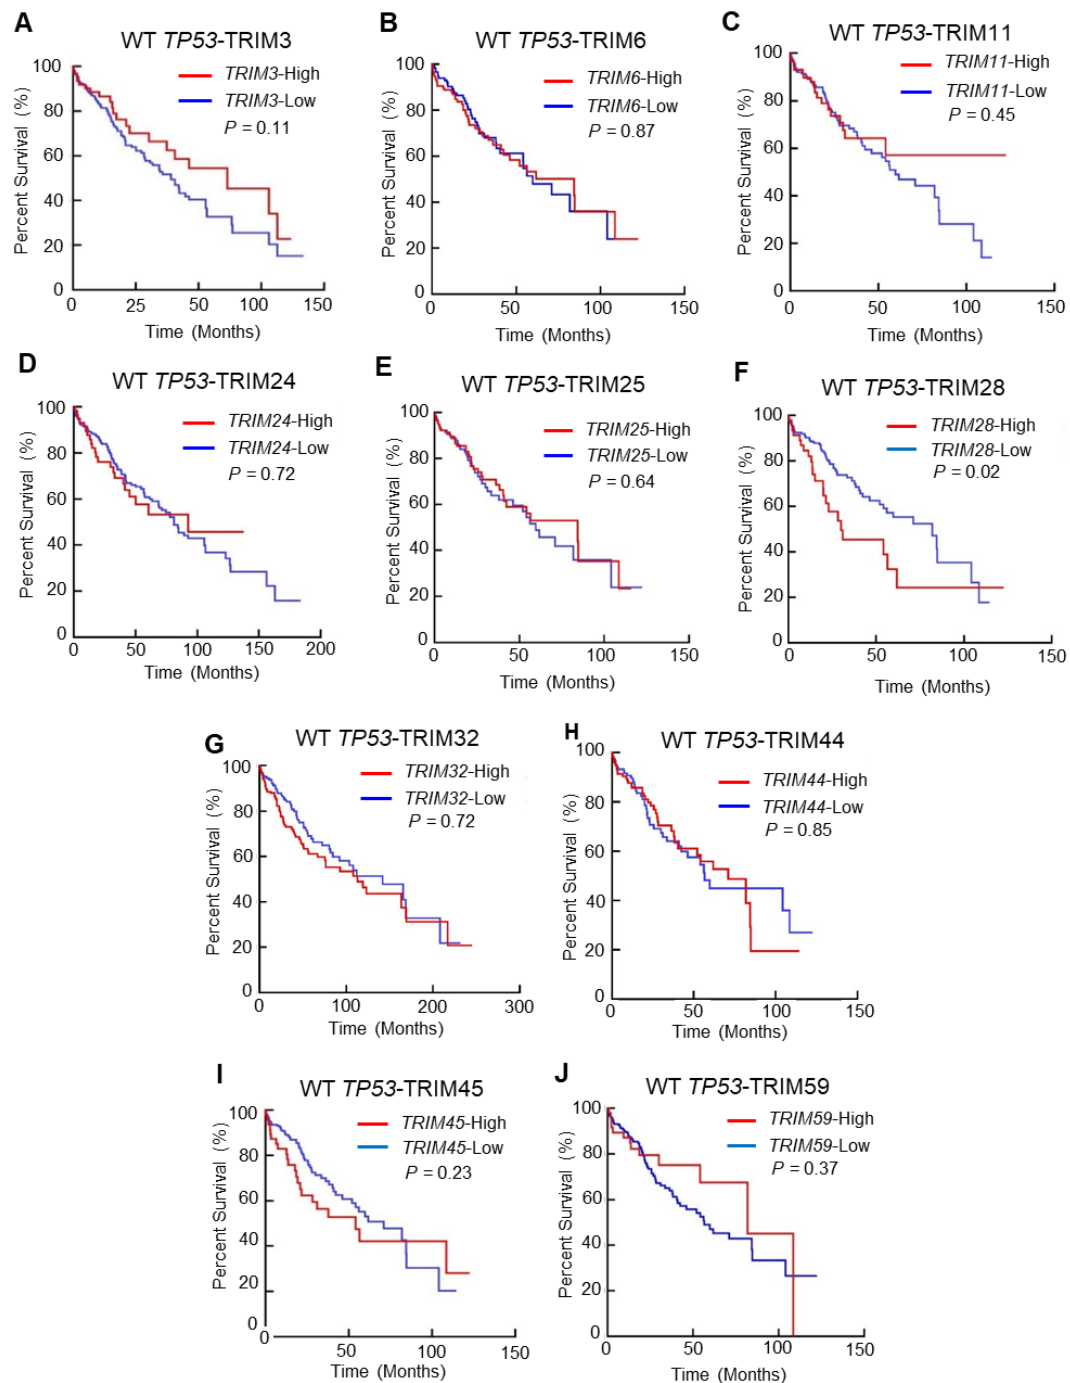 A
WT TP53-TRIM3
TRIM3-High
TRIM3-Low
P = 0.11
Percent Survival (%)
100
80
60
40
20
0
0 25 50 100 150
Time (Months)
B
WT TP53-TRIM6
TRIM6-High
TRIM6-Low
P = 0.87
Percent Survival (%)
100
80
60
40
20
0
0 50 100 150
Time (Months)
C
WT TP53-TRIM11
TRIM11-High
TRIM11-Low
P = 0.45
Percent Survival (%)
100
80
60
40
20
0
0 50 100 150
Time (Months)
D
WT TP53-TRIM24
TRIM24-High
TRIM24-Low
P = 0.72
Percent Survival (%)
100
80
60
40
20
0
0 50 100 150 200
Time (Months)
E
WT TP53-TRIM25
TRIM25-High
TRIM25-Low
P = 0.64
Percent Survival (%)
100
80
60
40
20
0
0 50 100 150
Time (Months)
F
WT TP53-TRIM28
TRIM28-High
TRIM28-Low
P = 0.02
Percent Survival (%)
100
80
60
40
20
0
0 50 100 150
Time (Months)
G
WT TP53-TRIM32
TRIM32-High
TRIM32-Low
P = 0.72
Percent Survival (%)
100
80
60
40
20
0
0 100 200 300
Time (Months)
H
WT TP53-TRIM44
TRIM44-High
TRIM44-Low
P = 0.85
Percent Survival (%)
100
80
60
40
20
0
0 50 100 150
Time (Months)
I
WT TP53-TRIM45
TRIM45-High
TRIM45-Low
P = 0.23
Percent Survival (%)
100
80
60
40
20
0
0 50 100 150
Time (Months)
J
WT TP53-TRIM59
TRIM59-High
TRIM59-Low
P = 0.37
Percent Survival (%)
100
80
60
40
20
0
0 50 100 150
Time (Months)